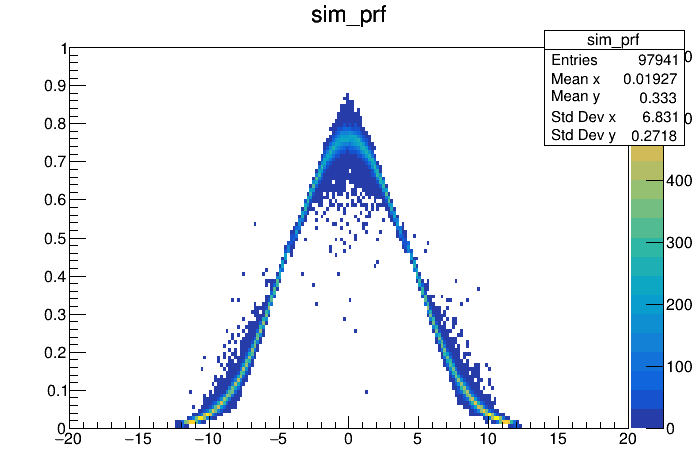 sim_prf
sim_prf
Entries 97941
Mean x 0.01927
Mean y 0.333
Std Dev x 6.831
Std Dev y 0.2718
1
0.9
0.8
0.7
0.6
0.5
0.4
0.3
0.2
0.1
0
−20 −15 −10 −5 0 5 10 15 20
0
0
400
300
200
100
0